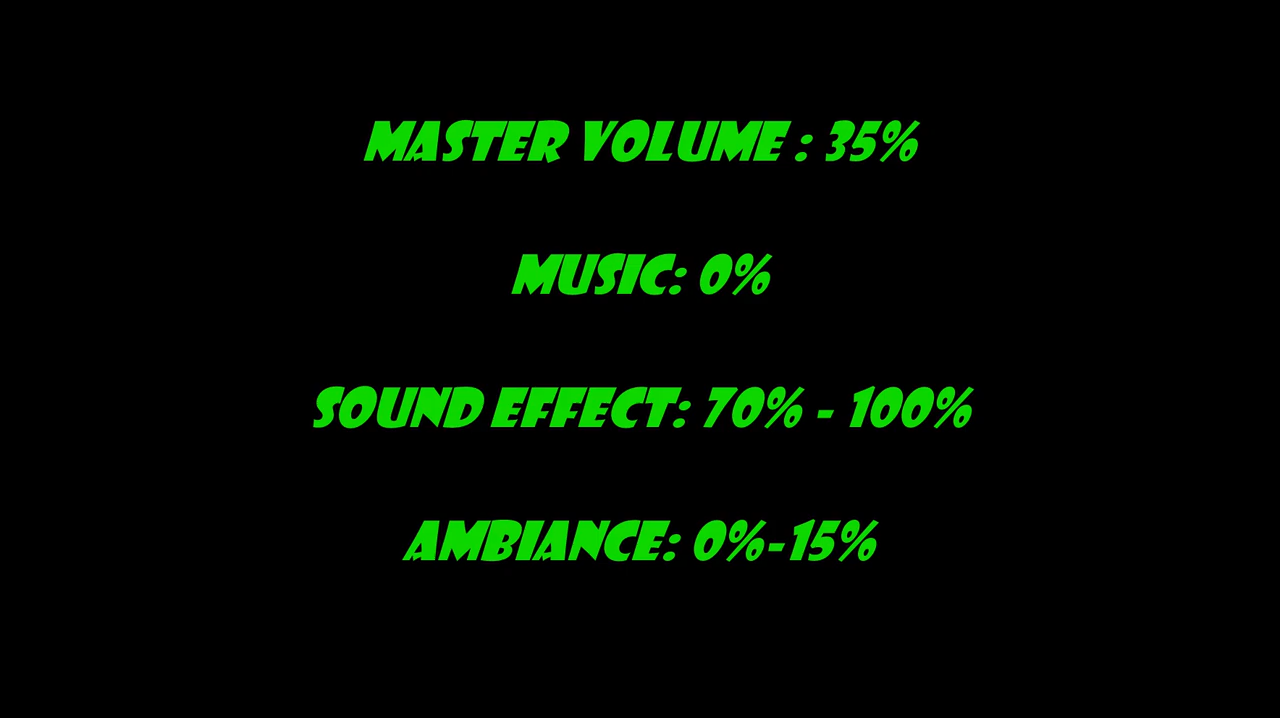 MASTER VOLUME : 35%
MUSIC: 0%
SOUND EFFECT: 70% - 100%
AMBIANCE: 0%-15%